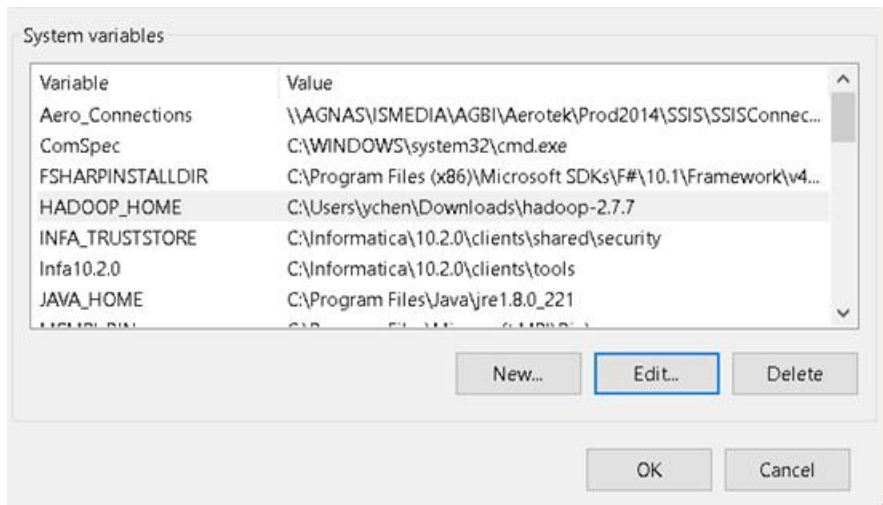 System variables
Variable Value
Aero_Connections \\AGNAS\ISMEDIA\AGBI\Aerotek\Prod2014\SSIS\SSISConnec...
ComSpec C:\WINDOWS\system32\cmd.exe
FSHARPINSTALLDIR C:\Program Files (x86)\Microsoft SDKs\F#\10.1\Framework\v4...
HADOOP_HOME C:\Users\ychen\Downloads\hadoop-2.7.7
INFA_TRUSTSTORE C:\Informatica\10.2.0\clients\shared\security
Infa10.2.0 C:\Informatica\10.2.0\clients\tools
JAVA_HOME C:\Program Files\Java\jre1.8.0_221
New... Edit... Delete
OK Cancel